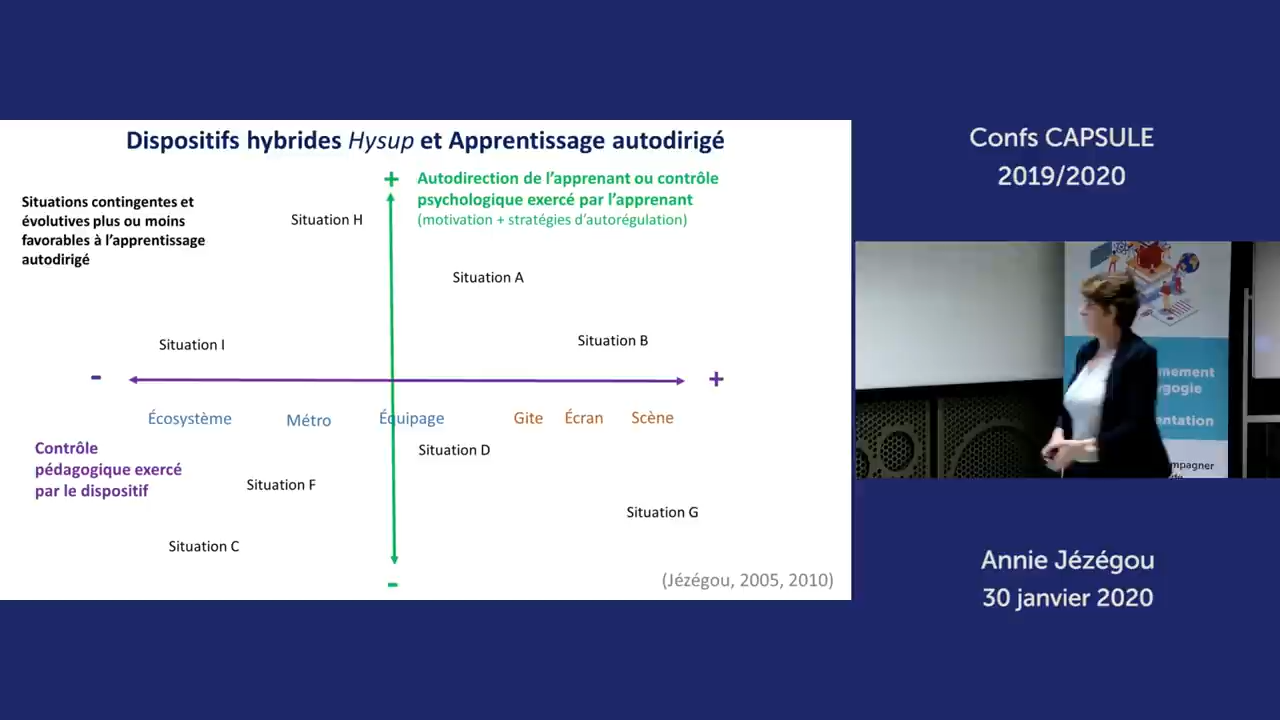 Dispositifs hybrides Hysup et Apprentissage autodirigé
Situations contingentes et
évolutives plus ou moins
favorables à l’apprentissage
autodirigé
+
Autodirection de l’apprenant ou contrôle
psychologique exercé par l’apprenant
(motivation + stratégies d’autorégulation)
Situation H
Situation A
Situation I
Situation B
-
+
Écosystème
Métro
Équipage
Gite
Écran
Scène
Contrôle
pédagogique exercé
par le dispositif
Situation D
Situation F
Situation G
Situation C
-
(Jézégou, 2005, 2010)
Confs CAPSULE
2019/2020
Annie Jézégou
30 janvier 2020